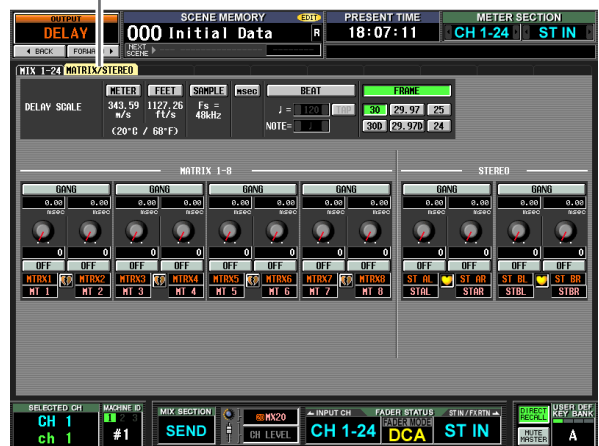 OUTPUT
DELAY
SCENE MEMORY
EDIT
000 Initial Data R
PRESENT TIME
18:07:11
METER SECTION
CH 1-24 ST IN
BACK FORWARD
NEXT SCENE
MIX 1-24 MATRIX/STEREO
DELAY SCALE
METER FEET SAMPLE msec
343.59 m/s
1127.26 ft/s
Fs = 48kHz
(20°C / 68°F)
BEAT
♩ = 120 TAP
NOTE= ♩
FRAME
30 29.97 25
30D 29.97D 24
MATRIX 1-8 STEREO
GANG GANG GANG GANG GANG GANG
0.00 0.00 0.00 0.00 0.00 0.00 0.00 0.00 0.00 0.00 0.00 0.00
msec msec msec msec msec msec msec msec msec msec msec msec
0 0 0 0 0 0 0 0 0 0 0 0
OFF OFF OFF OFF OFF OFF OFF OFF OFF OFF OFF OFF
MTRX1 MTRX2 MTRX3 MTRX4 MTRX5 MTRX6 MTRX7 MTRX8 ST AL ST AR ST BL ST BR
MT 1 MT 2 MT 3 MT 4 MT 5 MT 6 MT 7 MT 8 STAL STAR STBL STBR
SELECTED CH
CH 1
ch 1
MACHINE ID
1 2 3
#1
MIX SECTION
SEND
MX20
CH LEVEL
INPUT CH FADER STATUS ST IN/FXRTN
CH 1-24
FADER MODE
DCA
ST IN
DIRECT RECALL
MUTE MASTER
USER DEF KEY BANK
A